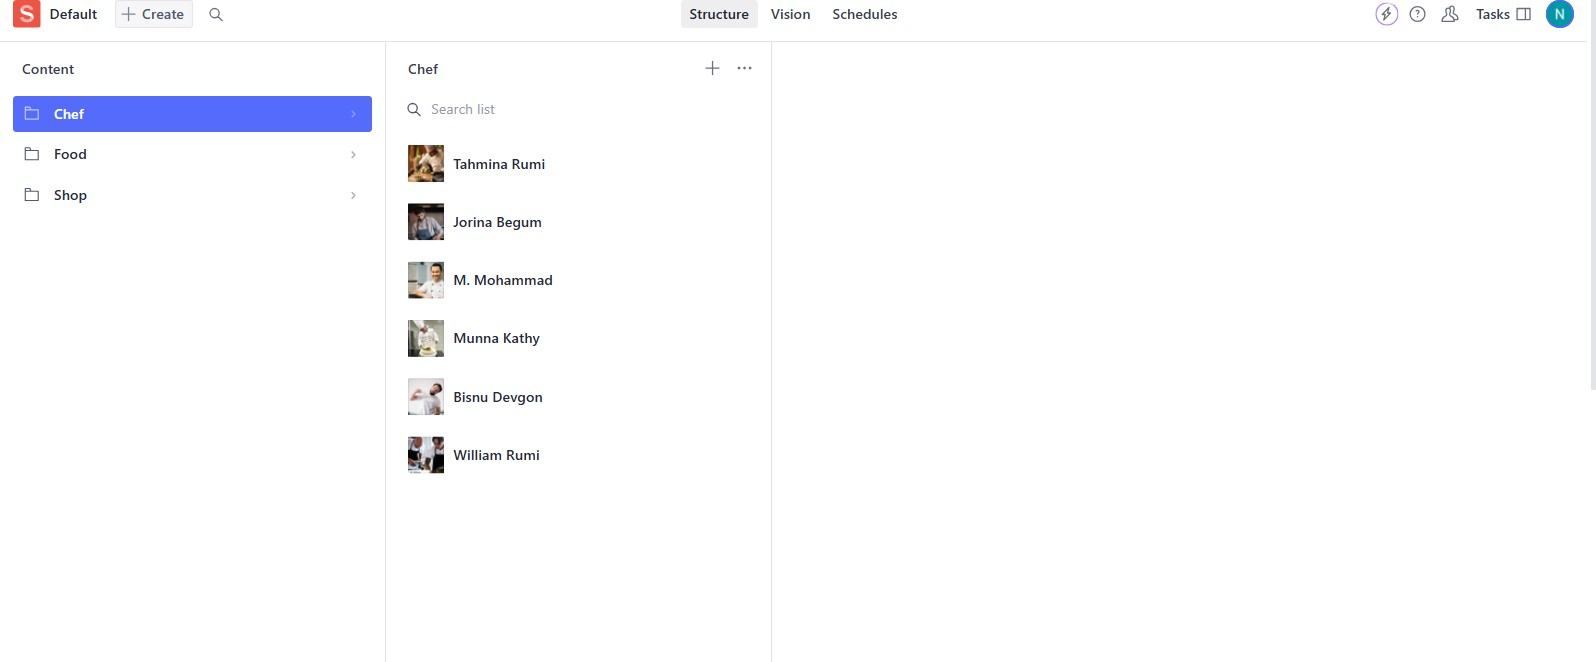 S Default Create Structure Vision Schedules Tasks N
Content
Chef
Food
Shop
Chef
Search list
Tahmina Rumi
Jorina Begum
M. Mohammad
Munna Kathy
Bisnu Devgon
William Rumi